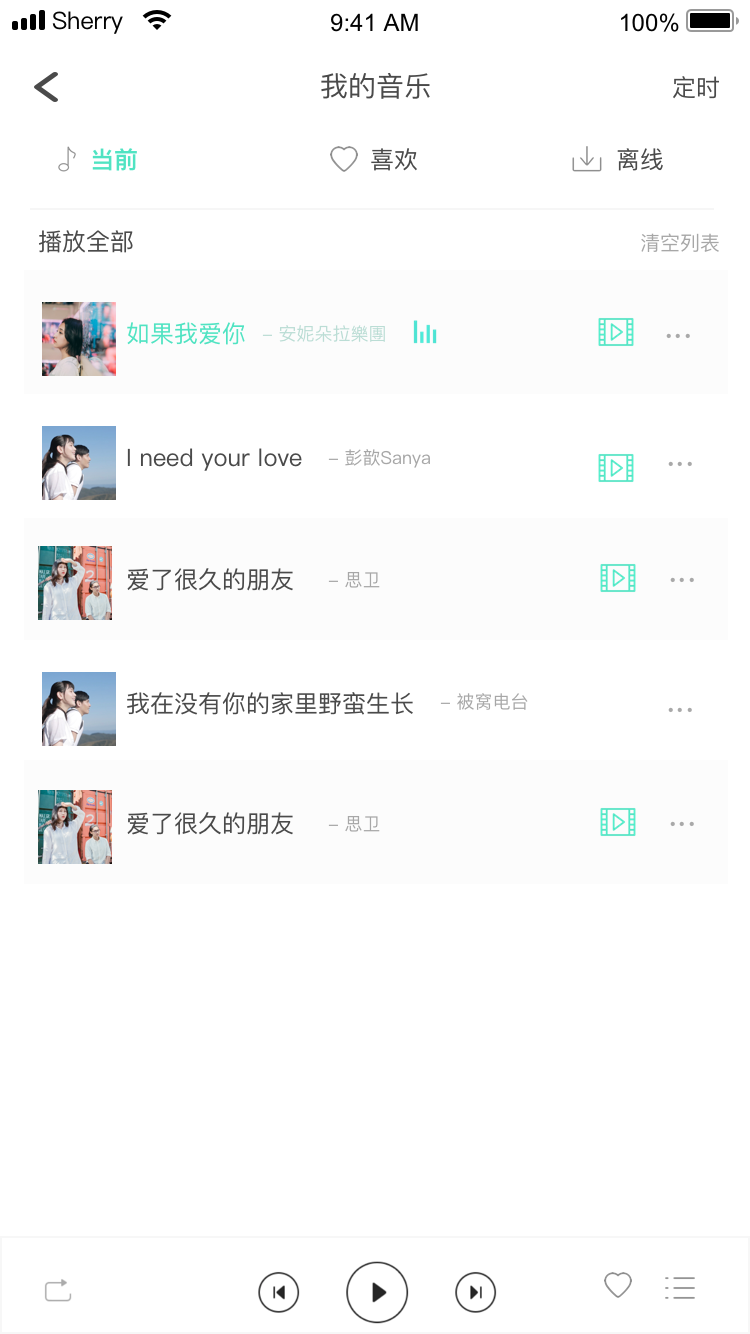 Sherry 9:41 AM 100%
我的音乐 定时
当前 喜欢 离线
播放全部 清空列表
如果我爱你 – 安妮朵拉樂團
I need your love – 彭歆Sanya
爱了很久的朋友 – 思卫
我在没有你的家里野蛮生长 – 被窝电台
爱了很久的朋友 – 思卫